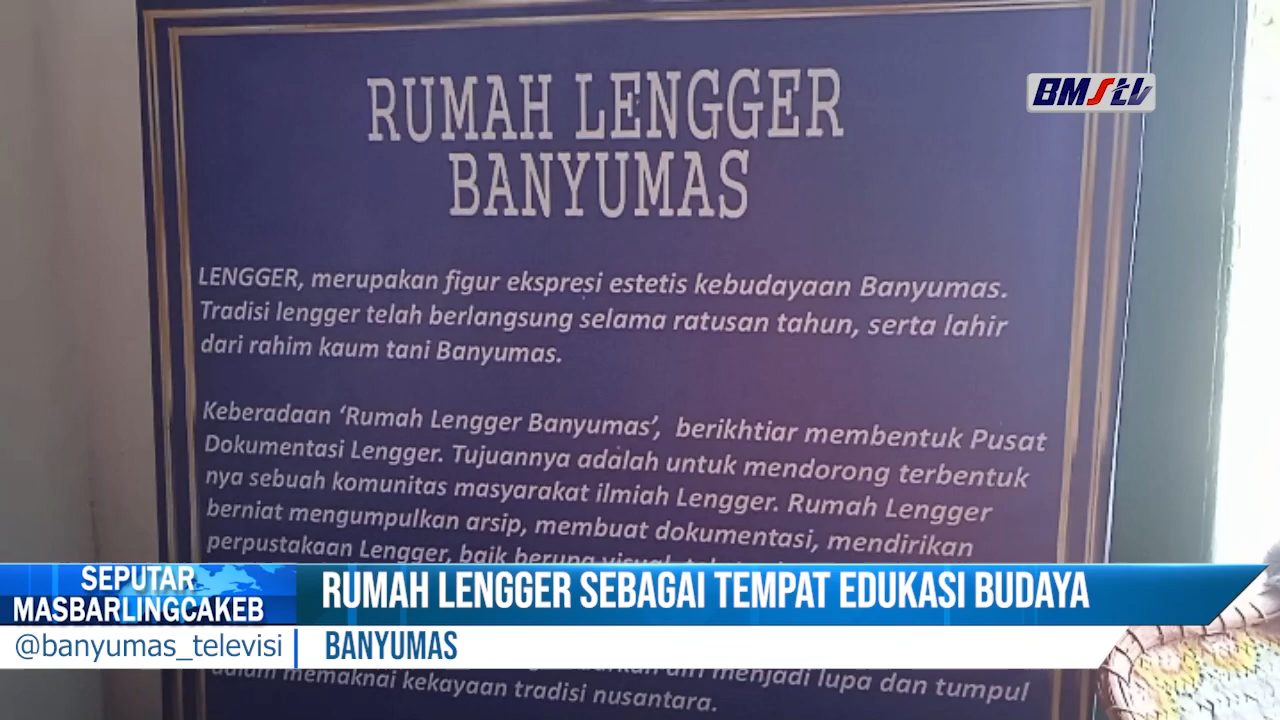 RUMAH LENGGER
BANYUMAS
BMStv
LENGGER, merupakan figur ekspresi estetis kebudayaan Banyumas.
Tradisi lengger telah berlangsung selama ratusan tahun, serta lahir
dari rahim kaum tani Banyumas.
Keberadaan ‘Rumah Lengger Banyumas’, berikhtiar membentuk Pusat
Dokumentasi Lengger. Tujuannya adalah untuk mendorong terbentuk
nya sebuah komunitas masyarakat ilmiah Lengger. Rumah Lengger
berniat mengumpulkan arsip, membuat dokumentasi, mendirikan
perpustakaan Lengger, baik berupa
SEPUTAR
MASBARLINGCAKEB
RUMAH LENGGER SEBAGAI TEMPAT EDUKASI BUDAYA
@banyumas_televisi
BANYUMAS
diri menjadi lupa dan tumpul
dalam memaknai kekayaan tradisi nusantara.